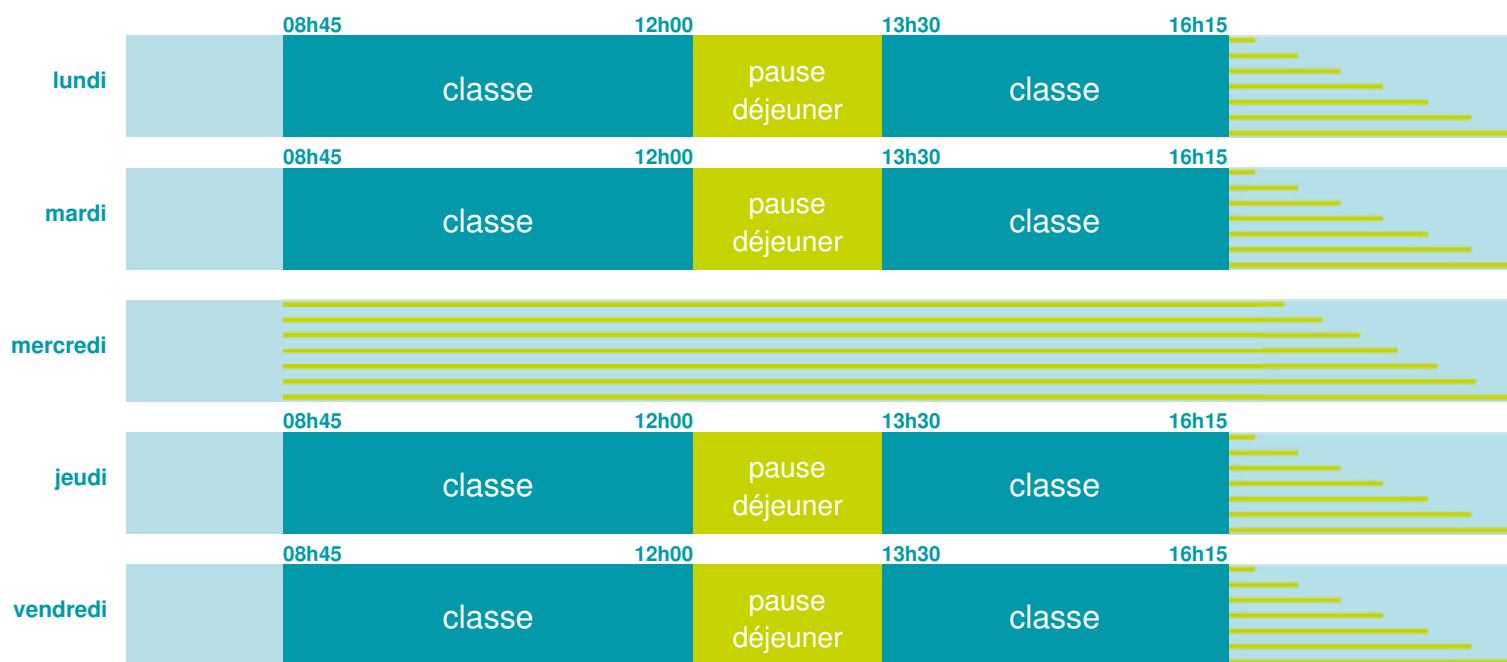 08h45 12h00 13h30 16h15
lundi classe pause déjeuner classe
08h45 12h00 13h30 16h15
mardi classe pause déjeuner classe
mercredi
08h45 12h00 13h30 16h15
jeudi classe pause déjeuner classe
08h45 12h00 13h30 16h15
vendredi classe pause déjeuner classe